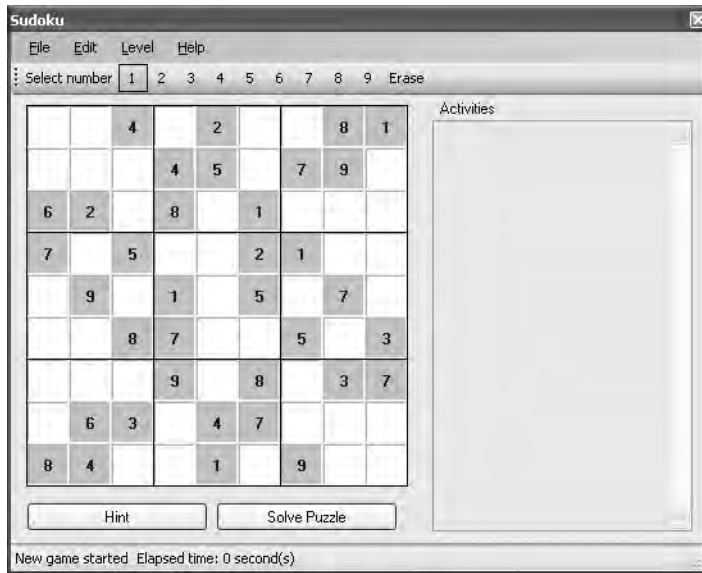 Sudoku
File Edit Level Help
Select number 1 2 3 4 5 6 7 8 9 Erase
Activities
4 2 8 1
4 5 7 9
6 2 8 1
7 5 2 1
9 1 5 7
8 7 5 3
9 8 3 7
6 3 4 7
8 4 1 9
Hint Solve Puzzle
New game started Elapsed time: 0 second(s)